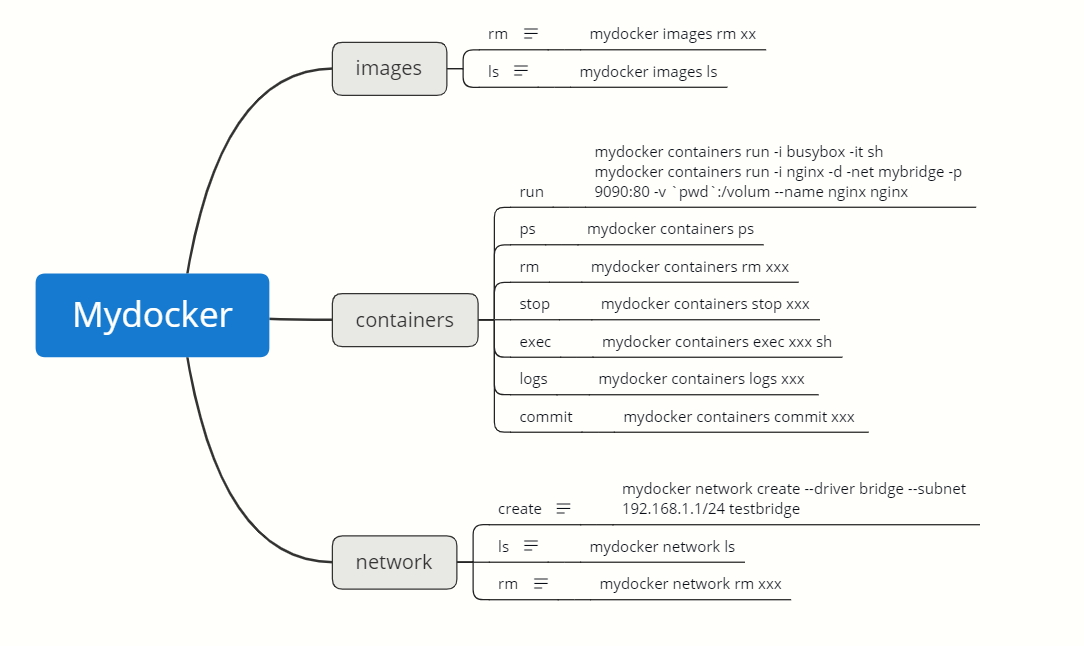 Mydocker
images
rm
mydocker images rm xx
ls
mydocker images ls
containers
run
mydocker containers run -i busybox -it sh
mydocker containers run -i nginx -d -net mybridge -p
9090:80 -v `pwd`:/volum --name nginx nginx
ps
mydocker containers ps
rm
mydocker containers rm xxx
stop
mydocker containers stop xxx
exec
mydocker containers exec xxx sh
logs
mydocker containers logs xxx
commit
mydocker containers commit xxx
network
create
mydocker network create --driver bridge --subnet
192.168.1.1/24 testbridge
ls
mydocker network ls
rm
mydocker network rm xxx